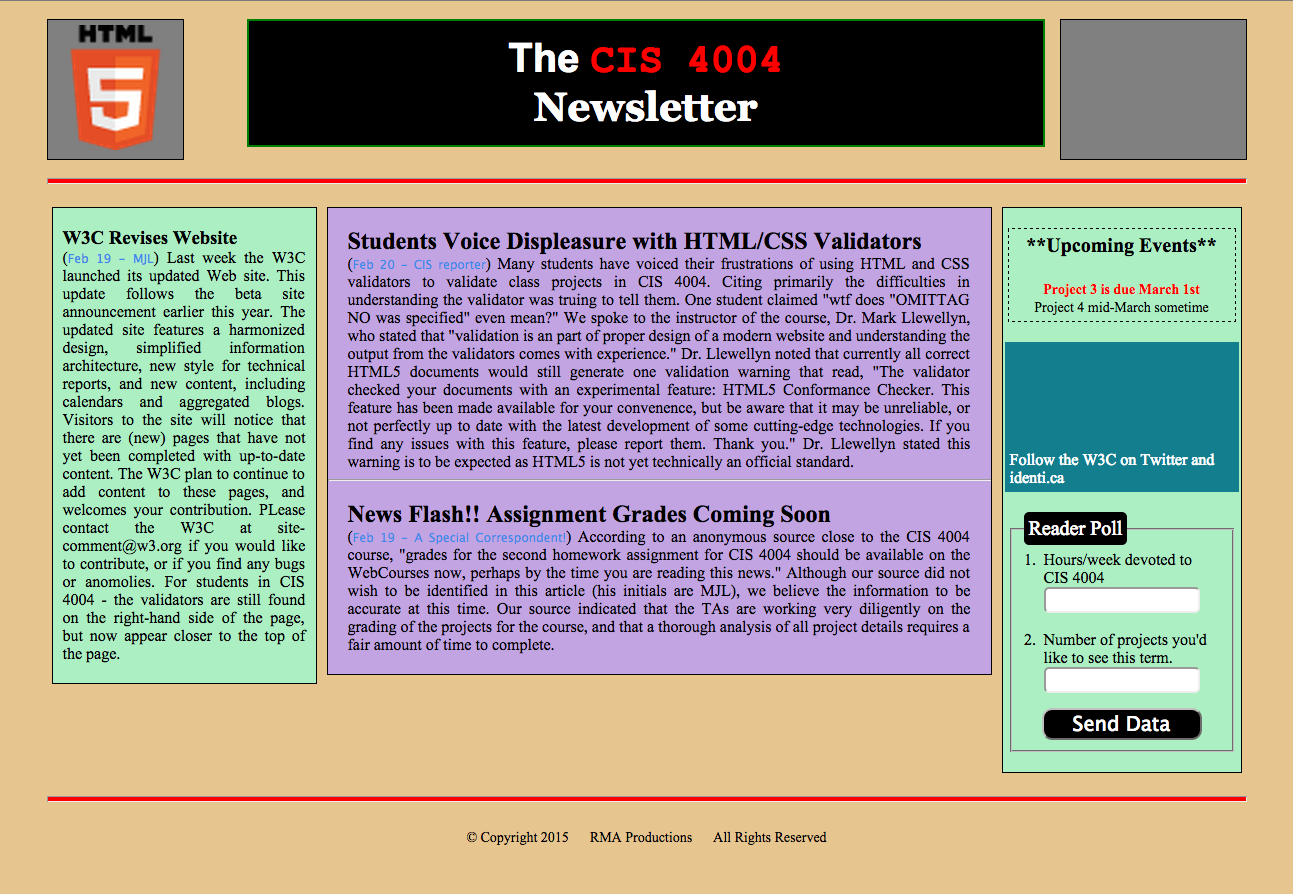 HTML
5
The CIS 4004
Newsletter
W3C Revises Website
(Feb 19 - MJL) Last week the W3C
launched its updated Web site. This
update follows the beta site
announcement earlier this year. The
updated site features a harmonized
design, simplified information
architecture, new style for technical
reports, and new content, including
calendars and aggregated blogs.
Visitors to the site will notice that
there are (new) pages that have not
yet been completed with up-to-date
content. The W3C plan to continue to
add content to these pages, and
welcomes your contribution. PLease
contact the W3C at site-
comment@w3.org if you would like
to contribute, or if you find any bugs
or anomolies. For students in CIS
4004 - the validators are still found
on the right-hand side of the page,
but now appear closer to the top of
the page.
Students Voice Displeasure with HTML/CSS Validators
(Feb 20 - CIS reporter) Many students have voiced their frustrations of using HTML and CSS
validators to validate class projects in CIS 4004. Citing primarily the difficulties in
understanding the validator was truing to tell them. One student claimed "wtf does "OMITTAG
NO was specified" even mean?" We spoke to the instructor of the course, Dr. Mark Llewellyn,
who stated that "validation is an part of proper design of a modern website and understanding the
output from the validators comes with experience." Dr. Llewellyn noted that currently all correct
HTML5 documents would still generate one validation warning that read, "The validator
checked your documents with an experimental feature: HTML5 Conformance Checker. This
feature has been made available for your convenence, but be aware that it may be unreliable, or
not perfectly up to date with the latest development of some cutting-edge technologies. If you
find any issues with this feature, please report them. Thank you." Dr. Llewellyn stated this
warning is to be expected as HTML5 is not yet technically an official standard.
News Flash!! Assignment Grades Coming Soon
(Feb 19 - A Special Correspondent!) According to an anonymous source close to the CIS 4004
course, "grades for the second homework assignment for CIS 4004 should be available on the
WebCourses now, perhaps by the time you are reading this news." Although our source did not
wish to be identified in this article (his initials are MJL), we believe the information to be
accurate at this time. Our source indicated that the TAs are working very diligently on the
grading of the projects for the course, and that a thorough analysis of all project details requires a
fair amount of time to complete.
**Upcoming Events**
Project 3 is due March 1st
Project 4 mid-March sometime
Follow the W3C on Twitter and
identi.ca
Reader Poll
1. Hours/week devoted to
CIS 4004
2. Number of projects you'd
like to see this term.
Send Data
© Copyright 2015 RMA Productions All Rights Reserved